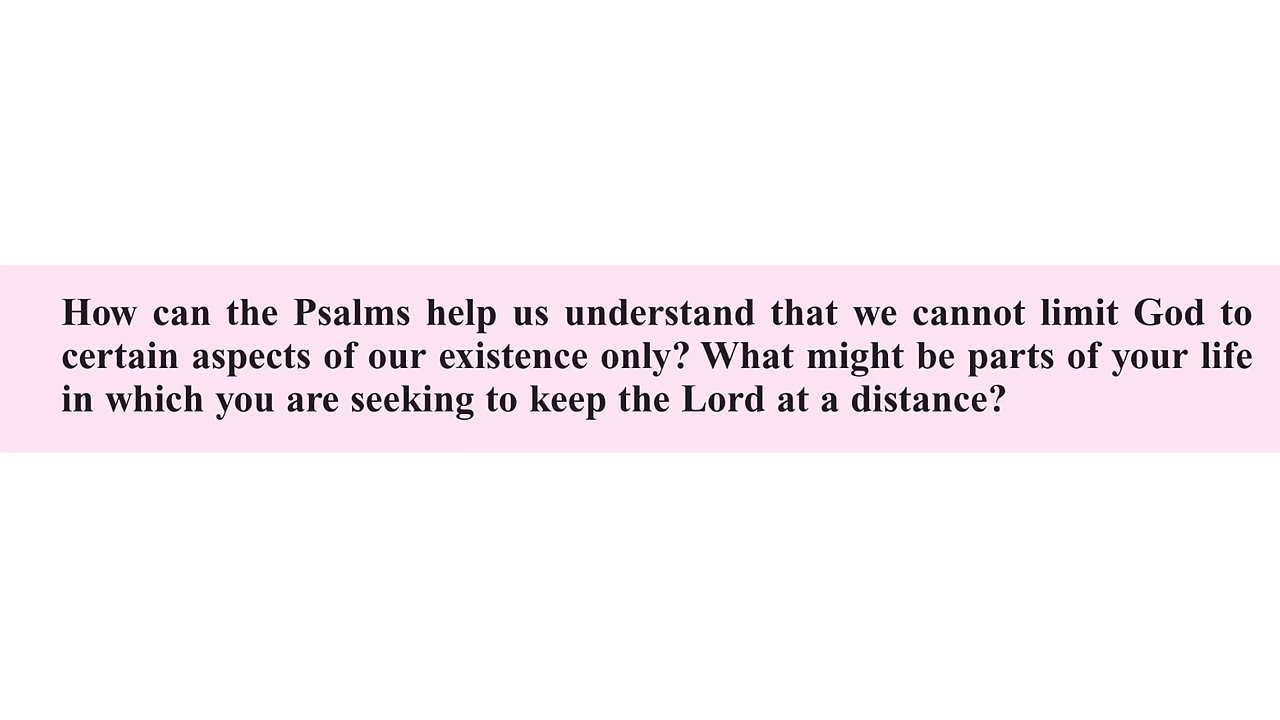 How can the Psalms help us understand that we cannot limit God to
certain aspects of our existence only? What might be parts of your life
in which you are seeking to keep the Lord at a distance?